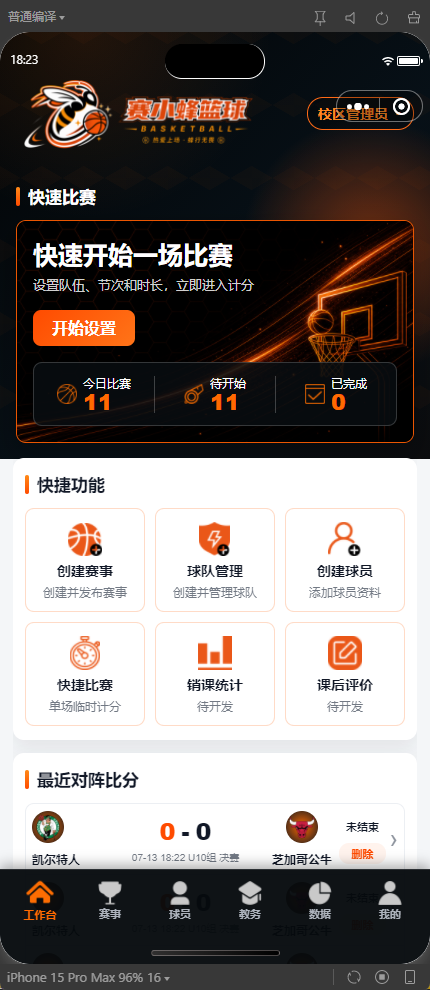 普通编译
18:23
赛小蜂篮球
BASKETBALL
热爱上场·蜂行无畏
校区管理员
快速比赛
快速开始一场比赛
设置队伍、节次和时长，立即进入计分
开始设置
今日比赛 待开始 已完成
11 11 0
快捷功能
创建赛事 球队管理 创建球员
创建并发布赛事 创建并管理球队 添加球员资料
快捷比赛 销课统计 课后评价
单场临时计分 待开发 待开发
最近对阵比分
0 - 0 未结束
凯尔特人 07-13 18:22 U10组 决赛 芝加哥公牛 删除
工作台 赛事 球员 教务 数据 我的
iPhone 15 Pro Max 96% 16